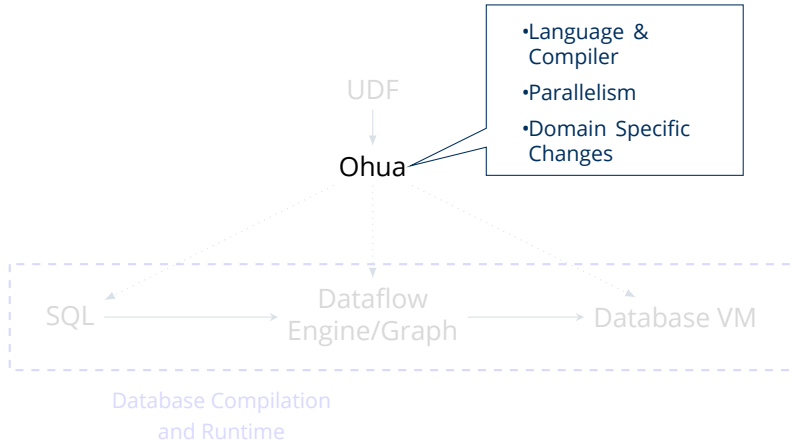 •Language &
Compiler
•Parallelism
•Domain Specific
Changes
UDF
Ohua
SQL
Dataflow
Engine/Graph
Database VM
Database Compilation
and Runtime